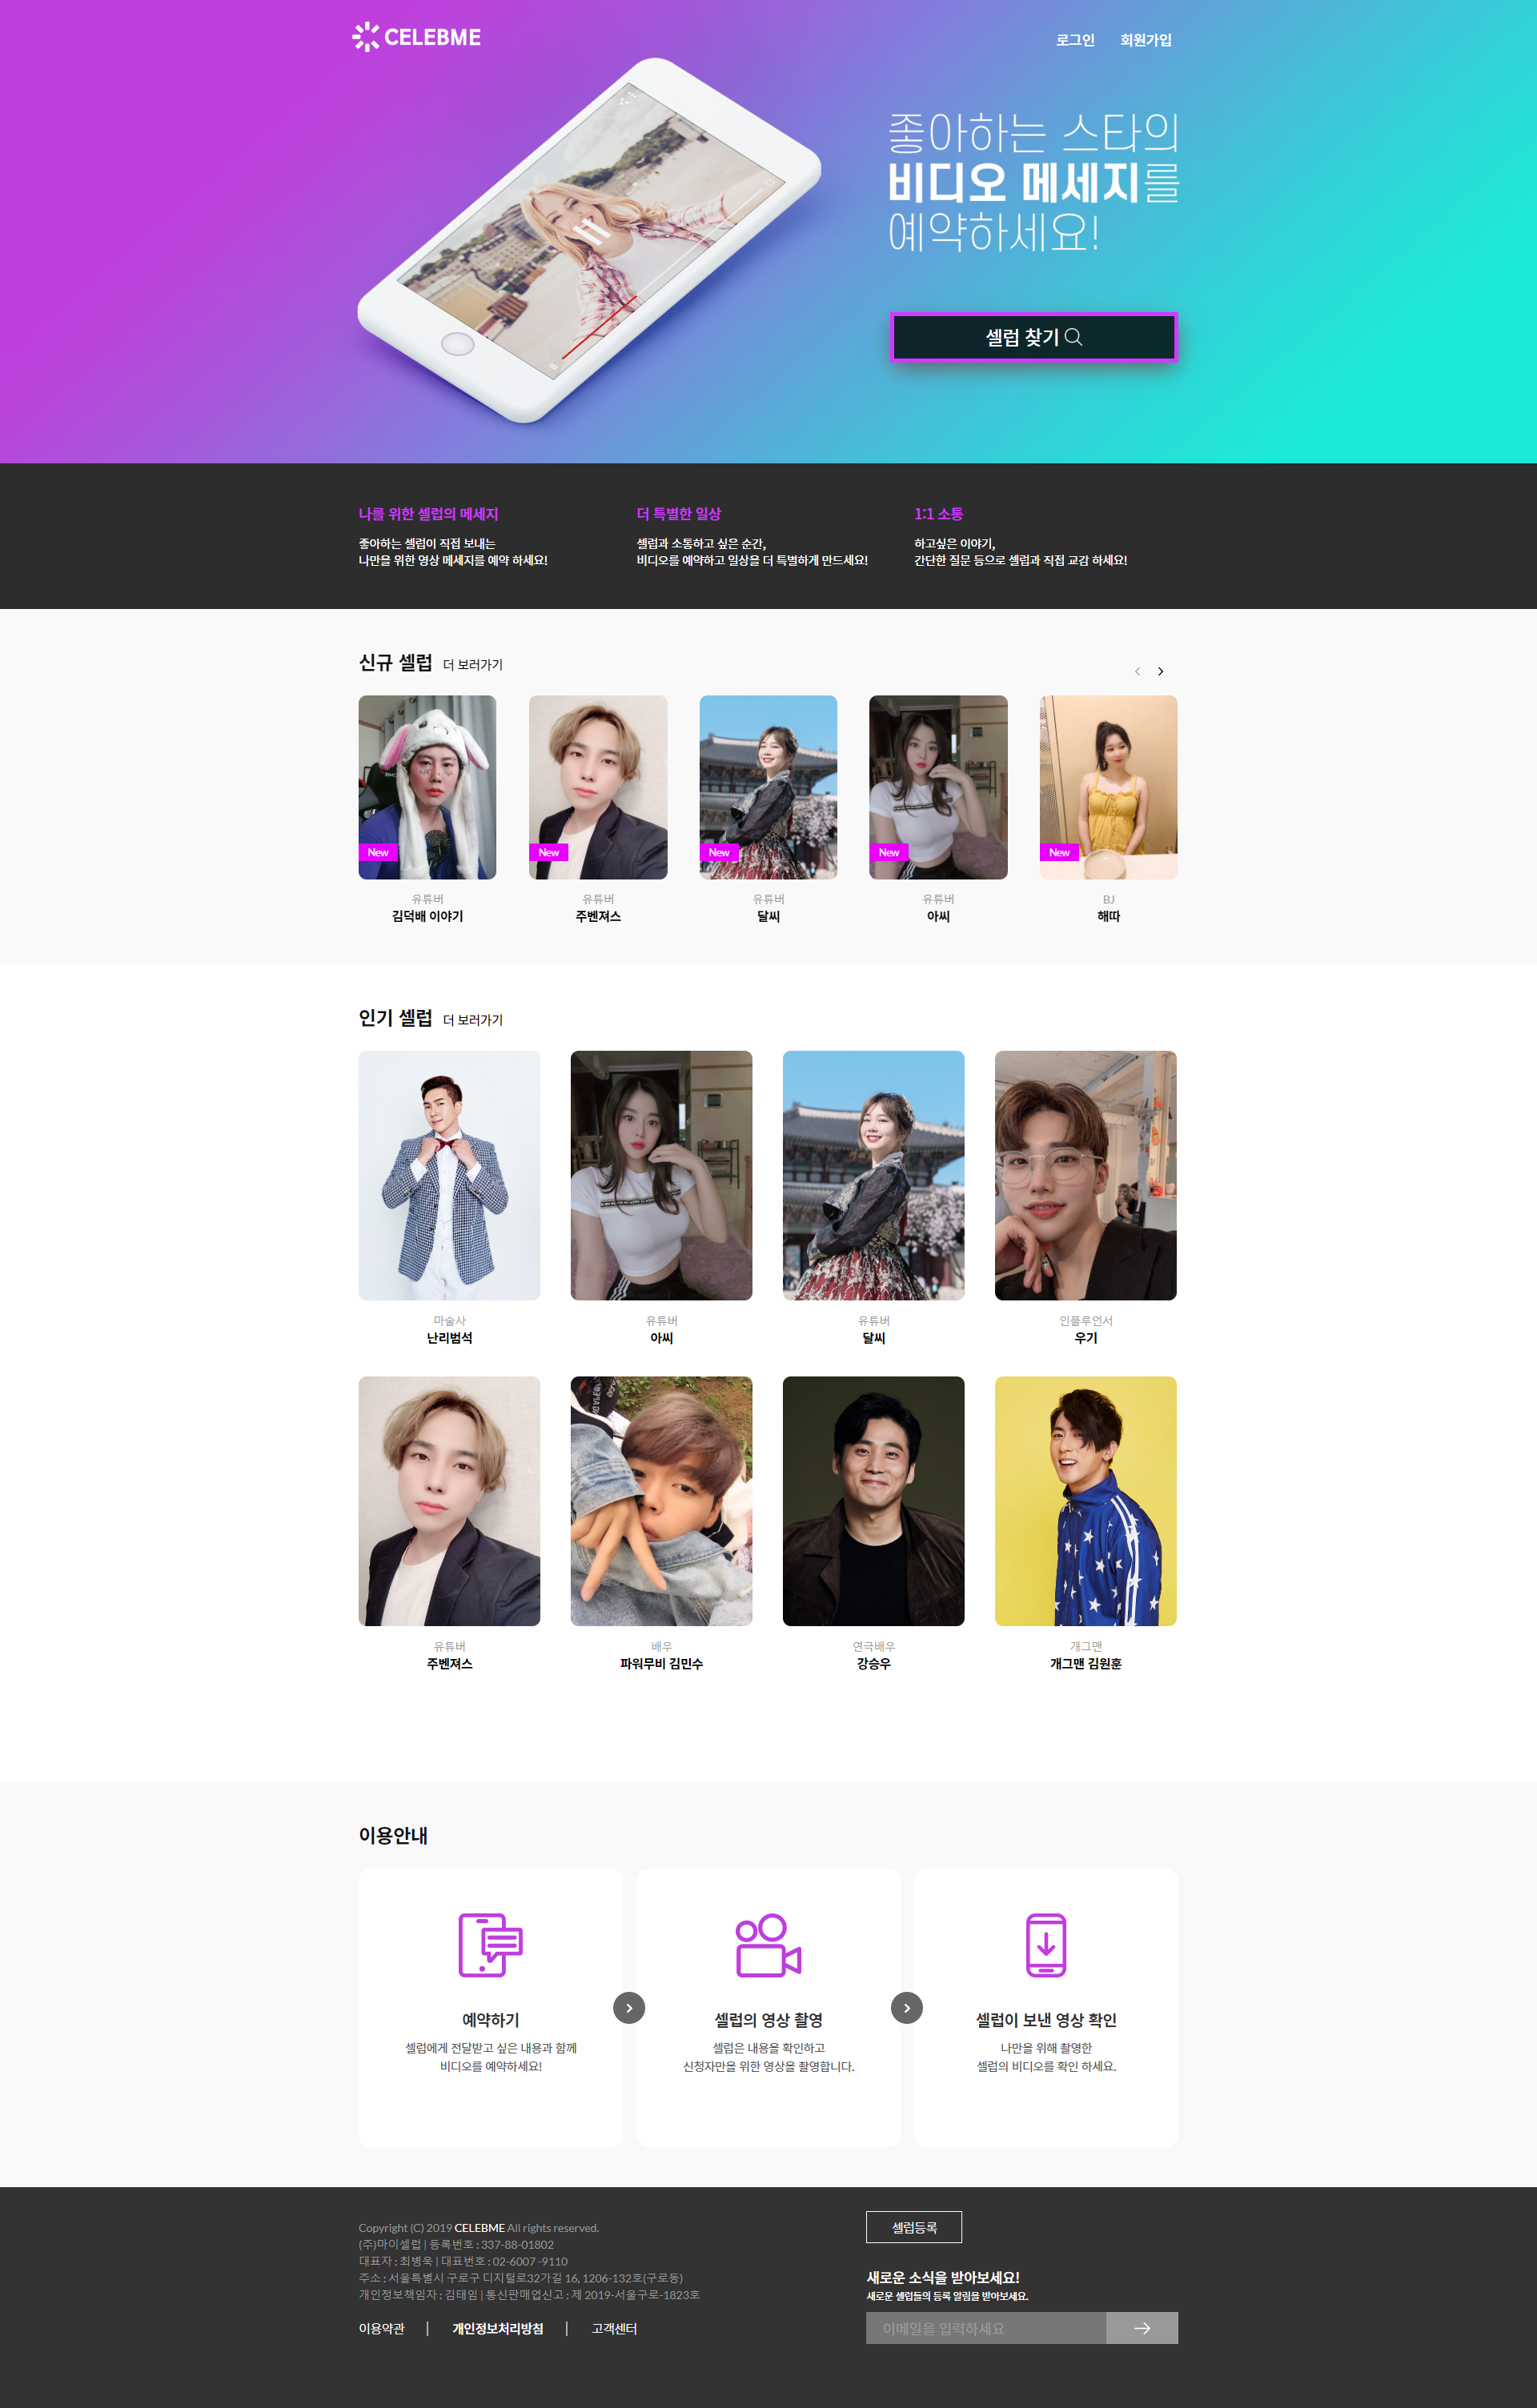 CELEBME
로그인 회원가입
좋아하는 스타의
비디오 메세지를
예약하세요!
셀럽 찾기
나를 위한 셀럽의 메세지
좋아하는 셀럽이 직접 보내는
나만을 위한 영상 메세지를 예약 하세요!
더 특별한 일상
셀럽과 소통하고 싶은 순간,
비디오를 예약하고 일상을 더 특별하게 만드세요!
1:1 소통
하고싶은 이야기,
간단한 질문 등으로 셀럽과 직접 교감 하세요!
신규 셀럽 더 보러가기
New
유튜버
김덕배 이야기
New
유튜버
주벤져스
New
유튜버
달씨
New
유튜버
아씨
New
BJ
해따
인기 셀럽 더 보러가기
마술사
난리범석
유튜버
아씨
유튜버
달씨
인플루언서
우기
유튜버
주벤져스
배우
파워무비 김민수
연극배우
강승우
개그맨
개그맨 김원훈
이용안내
예약하기
셀럽에게 전달받고 싶은 내용과 함께
비디오를 예약하세요!
셀럽의 영상 촬영
셀럽은 내용을 확인하고
신청자만을 위한 영상을 촬영합니다.
셀럽이 보낸 영상 확인
나만을 위해 촬영한
셀럽의 비디오를 확인 하세요.
Copyright (C) 2019 CELEBME All rights reserved.
(주)마이셀럽 | 등록번호 : 337-88-01802
대표자 : 최병욱 | 대표번호 : 02-6007 -9110
주소 : 서울특별시 구로구 디지털로32가길 16, 1206-132호(구로동)
개인정보책임자 : 김태임 | 통신판매업신고 : 제 2019-서울구로-1823호
이용약관 | 개인정보처리방침 | 고객센터
셀럽등록
새로운 소식을 받아보세요!
새로운 셀럽들의 등록 알림을 받아보세요.
이메일을 입력하세요